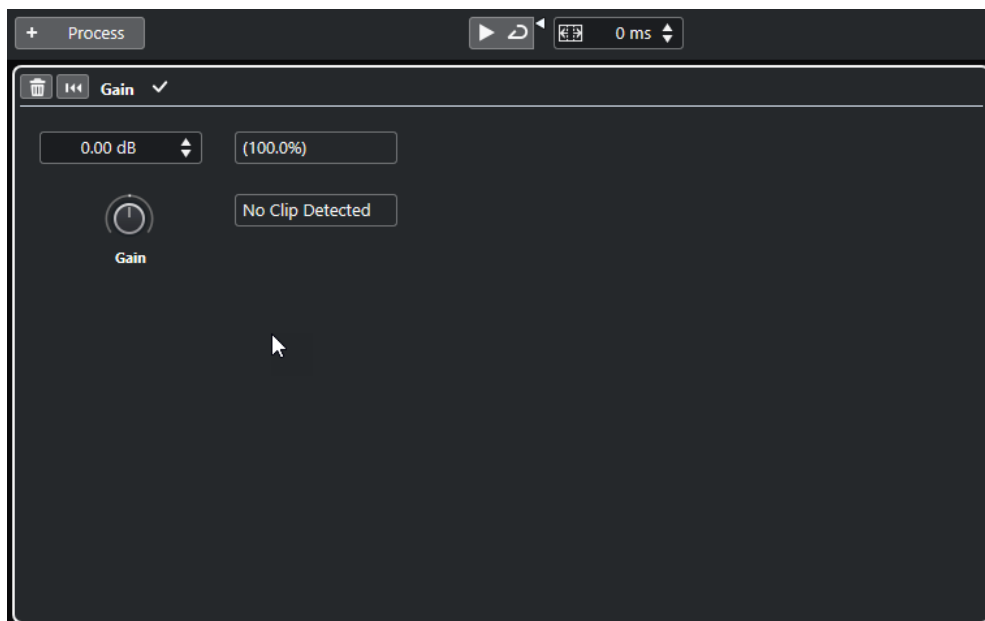 + Process
0 ms
Gain
0.00 dB
(100.0%)
No Clip Detected
Gain